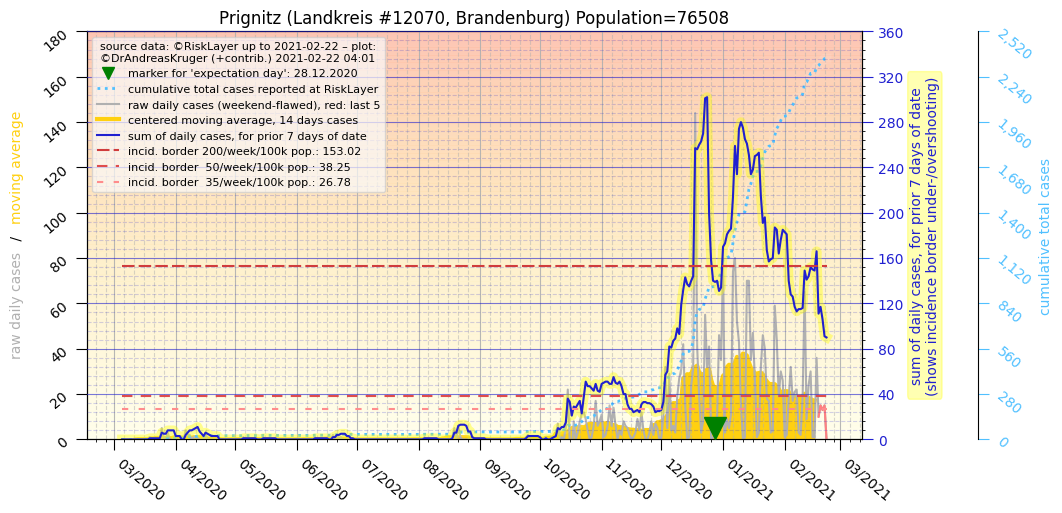 Prignitz (Landkreis #12070, Brandenburg) Population=76508
source data: ©RiskLayer up to 2021-02-22 – plot:
©DrAndreasKruger (+contrib.) 2021-02-22 04:01
marker for 'expectation day': 28.12.2020
cumulative total cases reported at RiskLayer
raw daily cases (weekend-flawed), red: last 5
centered moving average, 14 days cases
sum of daily cases, for prior 7 days of date
incid. border 200/week/100k pop.: 153.02
incid. border  50/week/100k pop.: 38.25
incid. border  35/week/100k pop.: 26.78
raw daily cases / moving average
180
160
140
120
100
80
60
40
20
0
03/2020
04/2020
05/2020
06/2020
07/2020
08/2020
09/2020
10/2020
11/2020
12/2020
01/2021
02/2021
03/2021
360
320
280
240
200
160
120
80
40
0
sum of daily cases, for prior 7 days of date
(shows incidence border under-/overshooting)
2,520
2,240
1,960
1,680
1,400
1,120
840
560
280
0
cumulative total cases